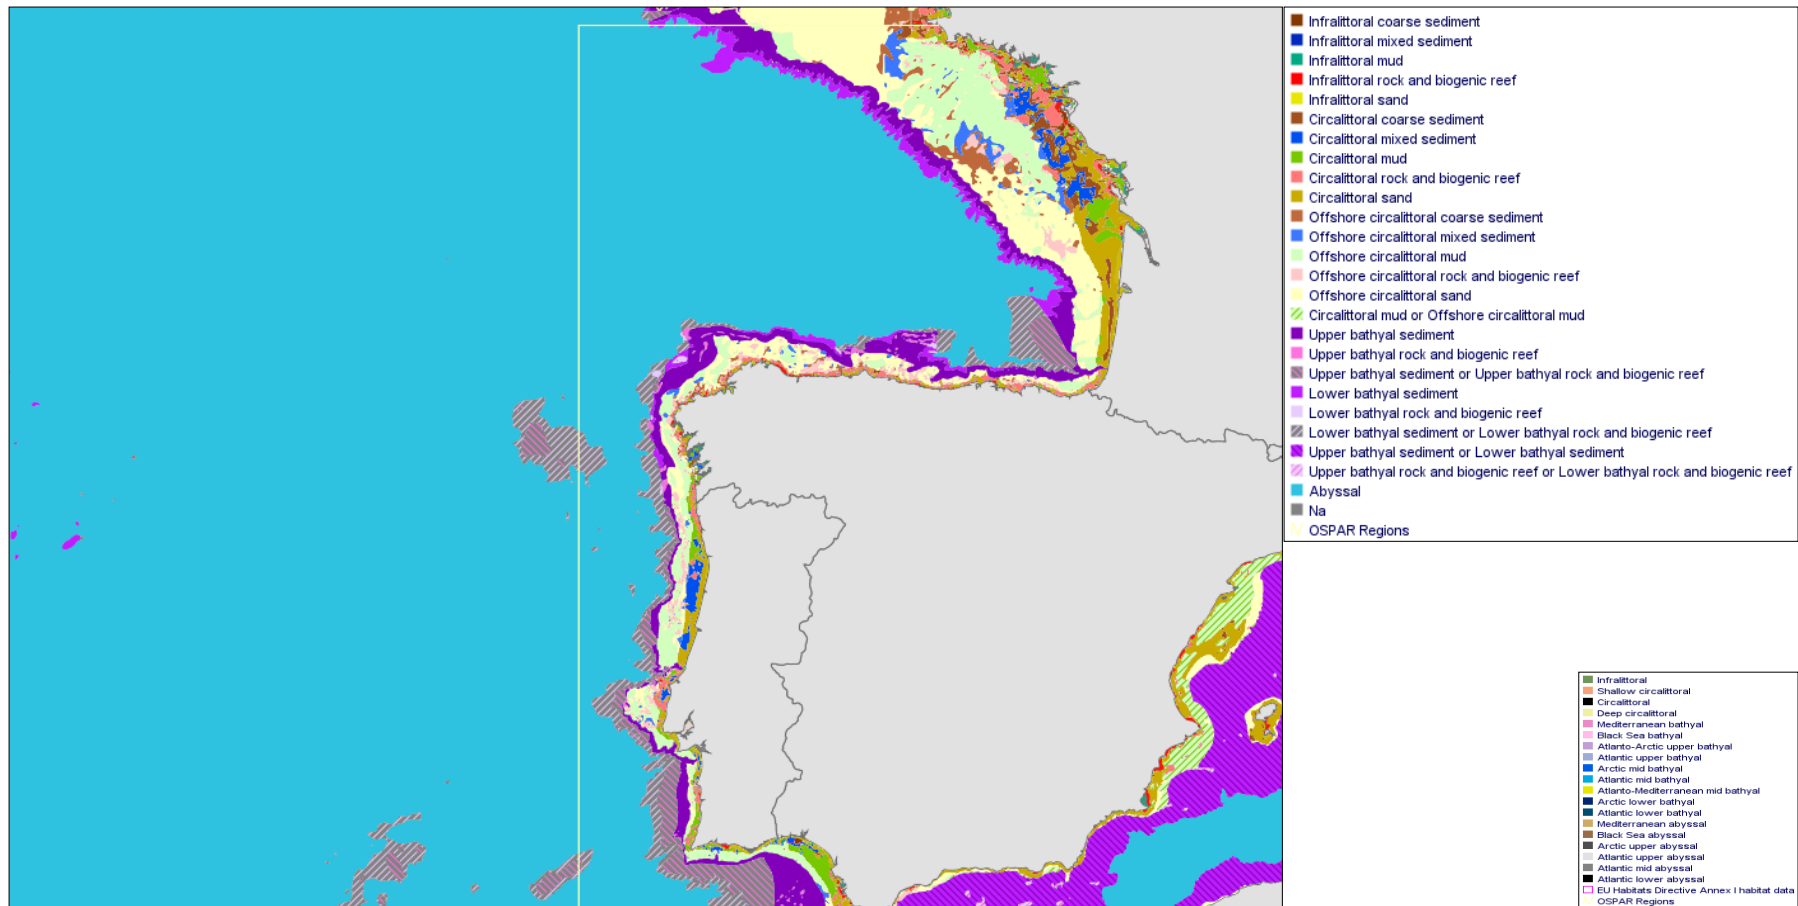 Infralittoral coarse sediment
Infralittoral mixed sediment
Infralittoral mud
Infralittoral rock and biogenic reef
Infralittoral sand
Circalittoral coarse sediment
Circalittoral mixed sediment
Circalittoral mud
Circalittoral rock and biogenic reef
Circalittoral sand
Offshore circalittoral coarse sediment
Offshore circalittoral mixed sediment
Offshore circalittoral mud
Offshore circalittoral rock and biogenic reef
Offshore circalittoral sand
Circalittoral mud or Offshore circalittoral mud
Upper bathyal sediment
Upper bathyal rock and biogenic reef
Upper bathyal sediment or Upper bathyal rock and biogenic reef
Lower bathyal sediment
Lower bathyal rock and biogenic reef
Lower bathyal sediment or Lower bathyal rock and biogenic reef
Upper bathyal sediment or Lower bathyal sediment
Upper bathyal rock and biogenic reef or Lower bathyal rock and biogenic reef
Abyssal
Na
OSPAR Regions
Infralittoral
Shallow circalittoral
Circalittoral
Deep circalittoral
Mediterranean bathyal
Black Sea bathyal
Atlanto-Arctic upper bathyal
Atlantic upper bathyal
Arctic mid bathyal
Atlantic mid bathyal
Atlanto-Mediterranean mid bathyal
Arctic lower bathyal
Atlantic lower bathyal
Mediterranean abyssal
Black Sea abyssal
Arctic upper abyssal
Atlantic upper abyssal
Atlantic mid abyssal
Atlantic lower abyssal
EU Habitats Directive Annex I habitat data
OSPAR Regions